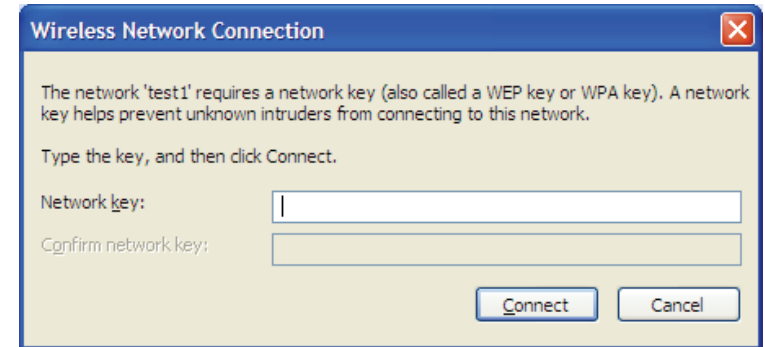 Wireless Network Connection
The network 'test1' requires a network key (also called a WEP key or WPA key). A network
key helps prevent unknown intruders from connecting to this network.
Type the key, and then click Connect.
Network key:
Confirm network key:
Connect Cancel